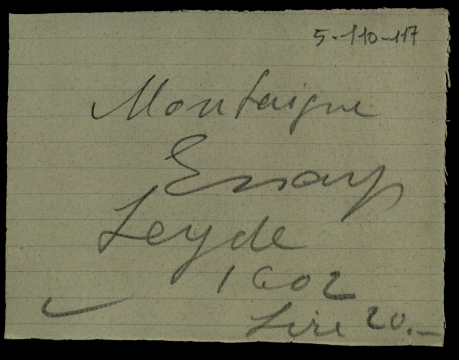 5-110-117
Montaigne
Essays
Leyde
1602
Lire 20.-